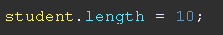 student.length = 10;